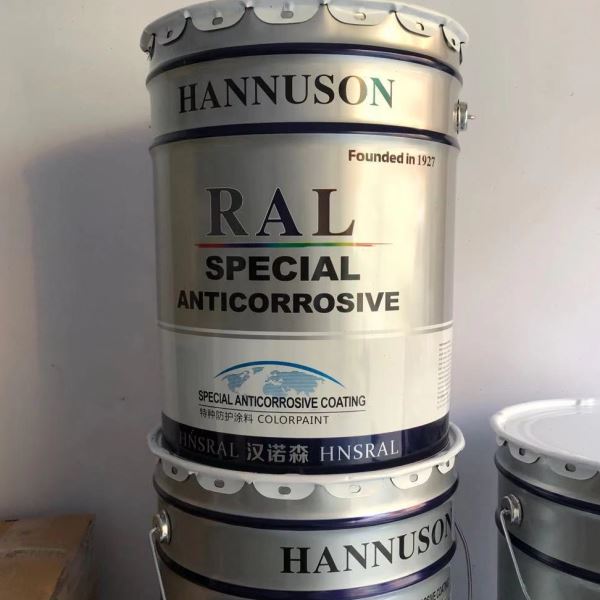 HANNUSON
Founded in 1927
RAL
SPECIAL
ANTICORROSIVE
SPECIAL ANTICORROSIVE COATING
特种防护涂料 COLORPAINT
HNSRAL 汉诺森 HNSRAL
HANNUSON